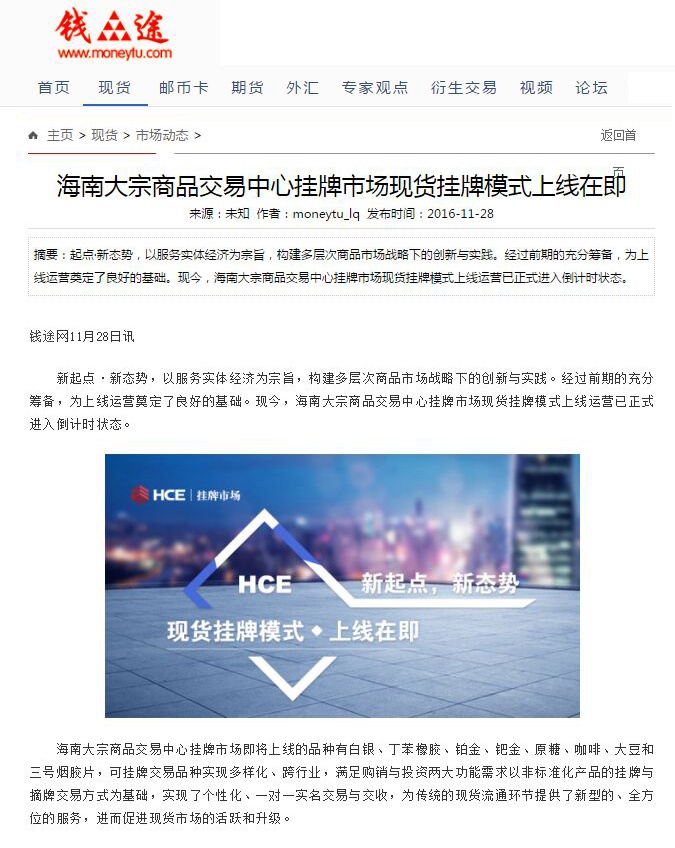 钱途
www.moneytu.com
首页 现货 邮币卡 期货 外汇 专家观点 衍生交易 视频 论坛
主页 > 现货 > 市场动态 > 返回首
页
海南大宗商品交易中心挂牌市场现货挂牌模式上线在即
来源：未知 作者：moneytu_lq 发布时间：2016-11-28
摘要：起点·新态势，以服务实体经济为宗旨，构建多层次商品市场战略下的创新与实践。经过前期的充分筹备，为上
线运营奠定了良好的基础。现今，海南大宗商品交易中心挂牌市场现货挂牌模式上线运营已正式进入倒计时状态。
钱途网11月28日讯
新起点·新态势，以服务实体经济为宗旨，构建多层次商品市场战略下的创新与实践。经过前期的充分
筹备，为上线运营奠定了良好的基础。现今，海南大宗商品交易中心挂牌市场现货挂牌模式上线运营已正式
进入倒计时状态。
HCE | 挂牌市场
HCE 新起点，新态势
现货挂牌模式◆上线在即
海南大宗商品交易中心挂牌市场即将上线的品种有白银、丁苯橡胶、铂金、钯金、原糖、咖啡、大豆和
三号烟胶片，可挂牌交易品种实现多样化、跨行业，满足购销与投资两大功能需求以非标准化产品的挂牌与
摘牌交易方式为基础，实现了个性化、一对一实名交易与交收，为传统的现货流通环节提供了新型的、全方
位的服务，进而促进现货市场的活跃和升级。